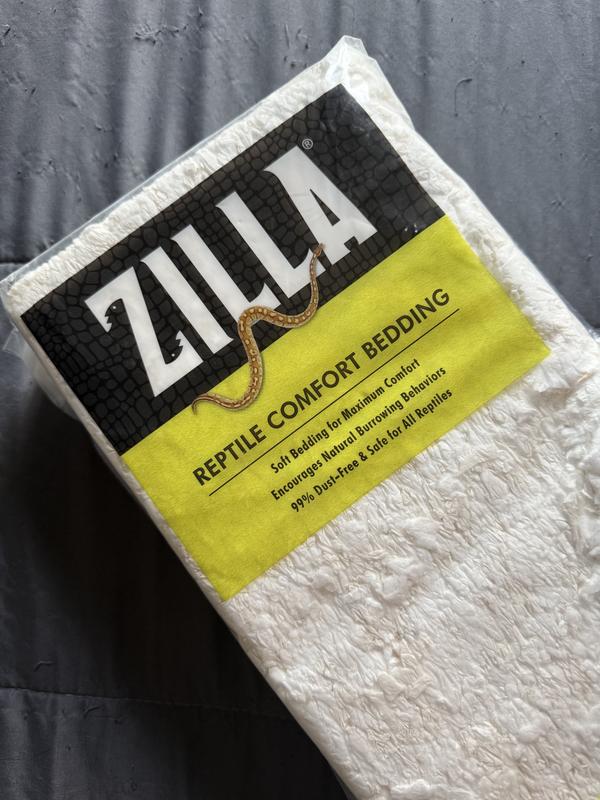 ZILLA®
REPTILE COMFORT BEDDING
Soft Bedding for Maximum Comfort
Encourages Natural Burrowing Behaviors
99% Dust-Free & Safe for All Reptiles